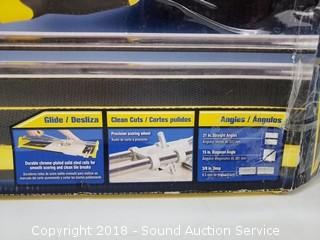 Glide / Desliza
Clean Cuts / Cortes pulidos
Angles / Ángulos
Durable chrome-plated solid steel rails for
smooth scoring and clean tile breaks
Precision scoring wheel
21 in. Straight Angles
15 in. Diagonal Angle
3/8 in. Deep
Copyright 2018 - Sound Auction Service